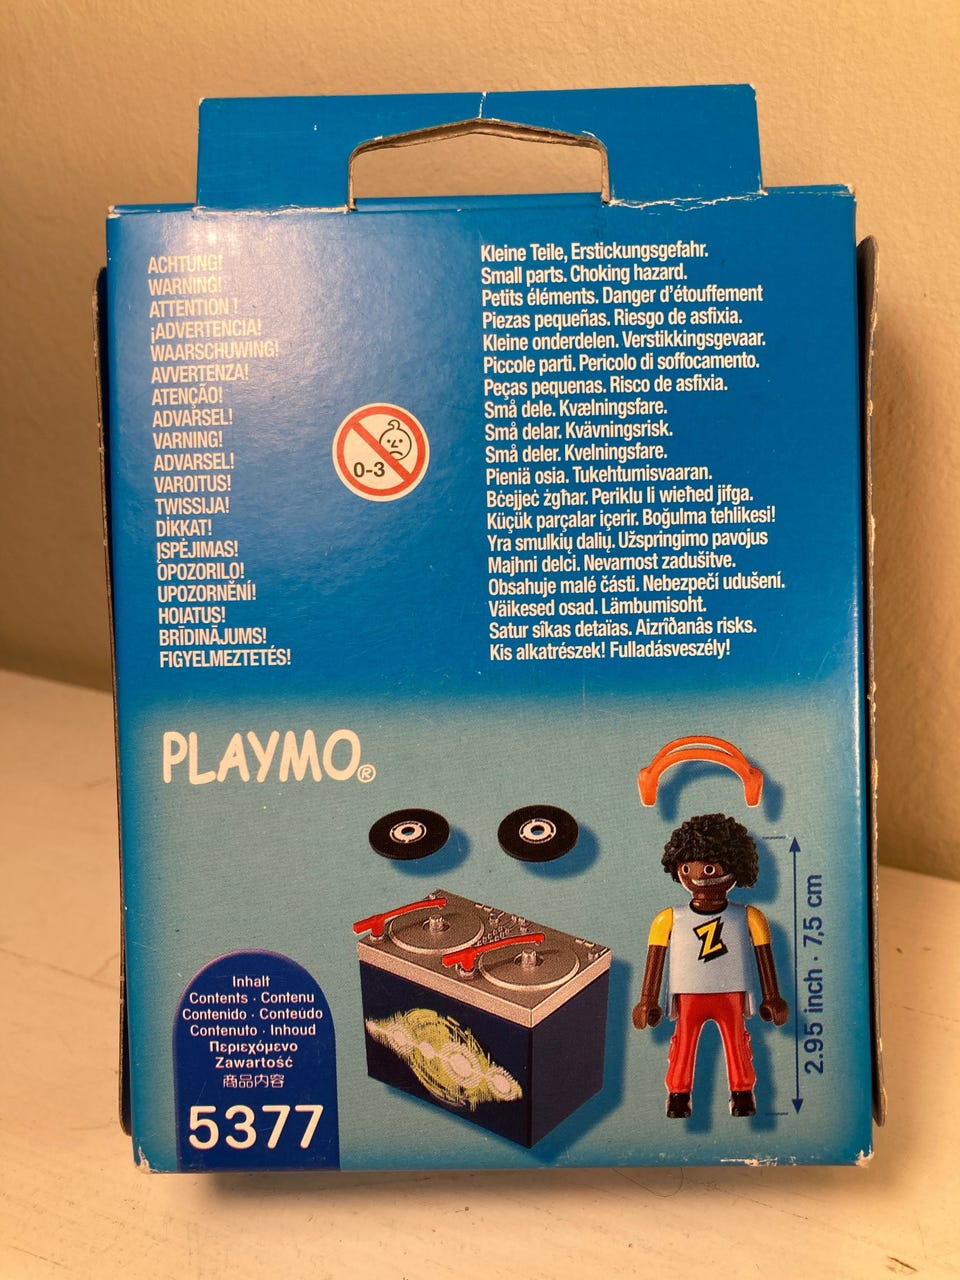 ACHTUNG!
WARNING!
ATTENTION !
¡ADVERTENCIA!
WAARSCHUWING!
AVVERTENZA!
ATENÇÃO!
ADVARSEL!
VARNING!
ADVARSEL!
VAROITUS!
TWISSIJA!
DİKKAT!
ĮSPĖJIMAS!
OPOZORILO!
UPOZORNĚNÍ!
HOIATUS!
BRĪDINĀJUMS!
FIGYELMEZTETÉS!
0-3
Kleine Teile, Erstickungsgefahr.
Small parts. Choking hazard.
Petits éléments. Danger d'étouffement
Piezas pequeñas. Riesgo de asfixia.
Kleine onderdelen. Verstikkingsgevaar.
Piccole parti. Pericolo di soffocamento.
Peças pequenas. Risco de asfixia.
Små dele. Kvælningsfare.
Små delar. Kvävningsrisk.
Små deler. Kvelningsfare.
Pieniä osia. Tukehtumisvaaran.
Bċejjeċ żgħar. Periklu li wieħed jifga.
Küçük parçalar içerir. Boğulma tehlikesi!
Yra smulkių dalių. Užspringimo pavojus
Majhni delci. Nevarnost zadušitve.
Obsahuje malé části. Nebezpečí udušení.
Väikesed osad. Lämbumisoht.
Satur sîkas detaïas. Aizrîðanâs risks.
Kis alkatrészek! Fulladásveszély!
PLAYMO®
Z
2.95 inch · 7,5 cm
Inhalt
Contents · Contenu
Contenido · Conteúdo
Contenuto · Inhoud
Περιεχόμενο
Zawartość
商品内容
5377